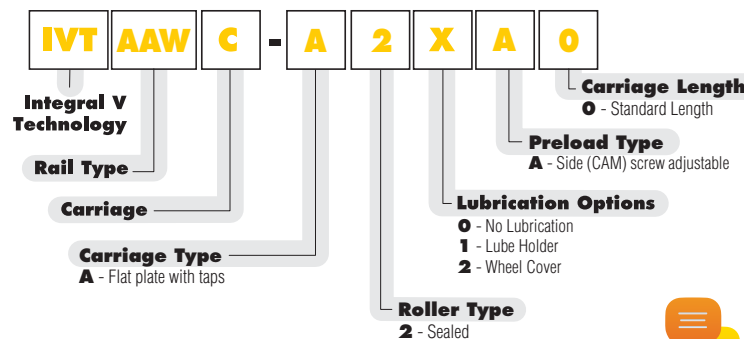 IVT AAW C - A 2 X A 0
Integral V
Technology
Rail Type
Carriage
Carriage Type
A - Flat plate with taps
Roller Type
2 - Sealed
Lubrication Options
0 - No Lubrication
1 - Lube Holder
2 - Wheel Cover
Preload Type
A - Side (CAM) screw adjustable
Carriage Length
0 - Standard Length